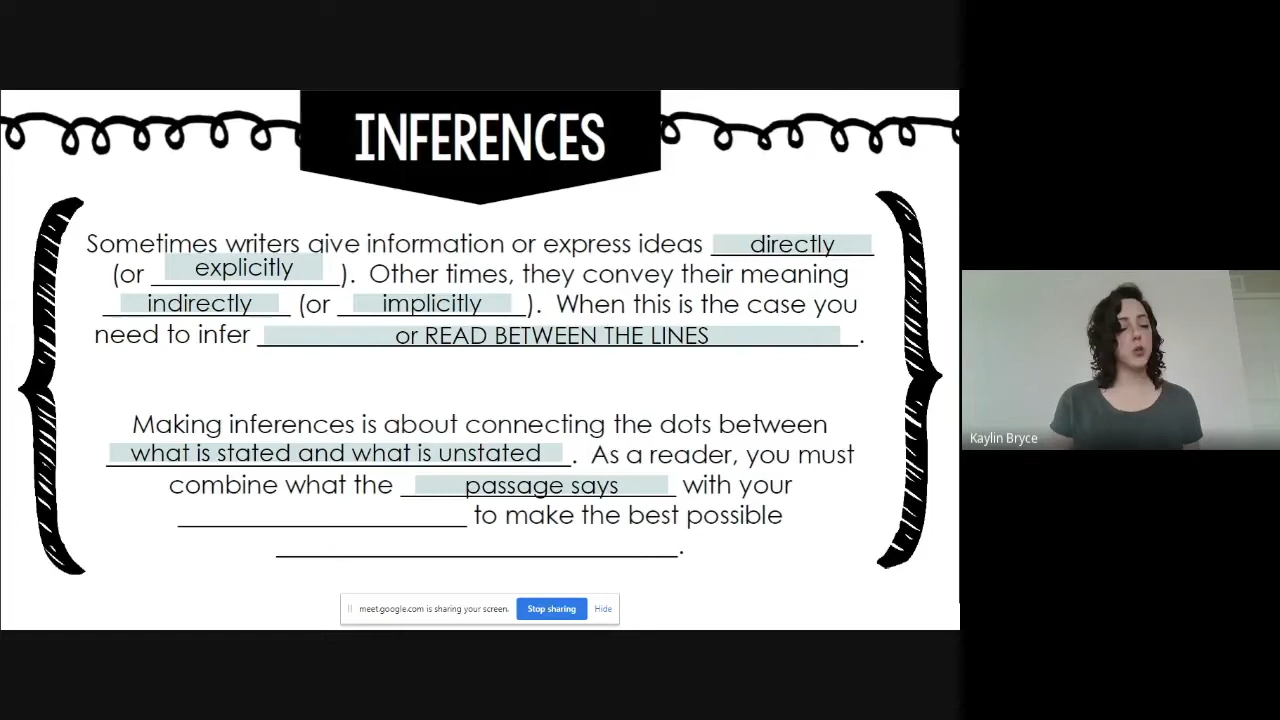 INFERENCES
Sometimes writers give information or express ideas directly
(or explicitly ). Other times, they convey their meaning
indirectly (or implicitly ). When this is the case you
need to infer or READ BETWEEN THE LINES .
Making inferences is about connecting the dots between
what is stated and what is unstated . As a reader, you must
combine what the passage says with your
____________________ to make the best possible
____________________.
meet.google.com is sharing your screen. Stop sharing Hide
Kaylin Bryce